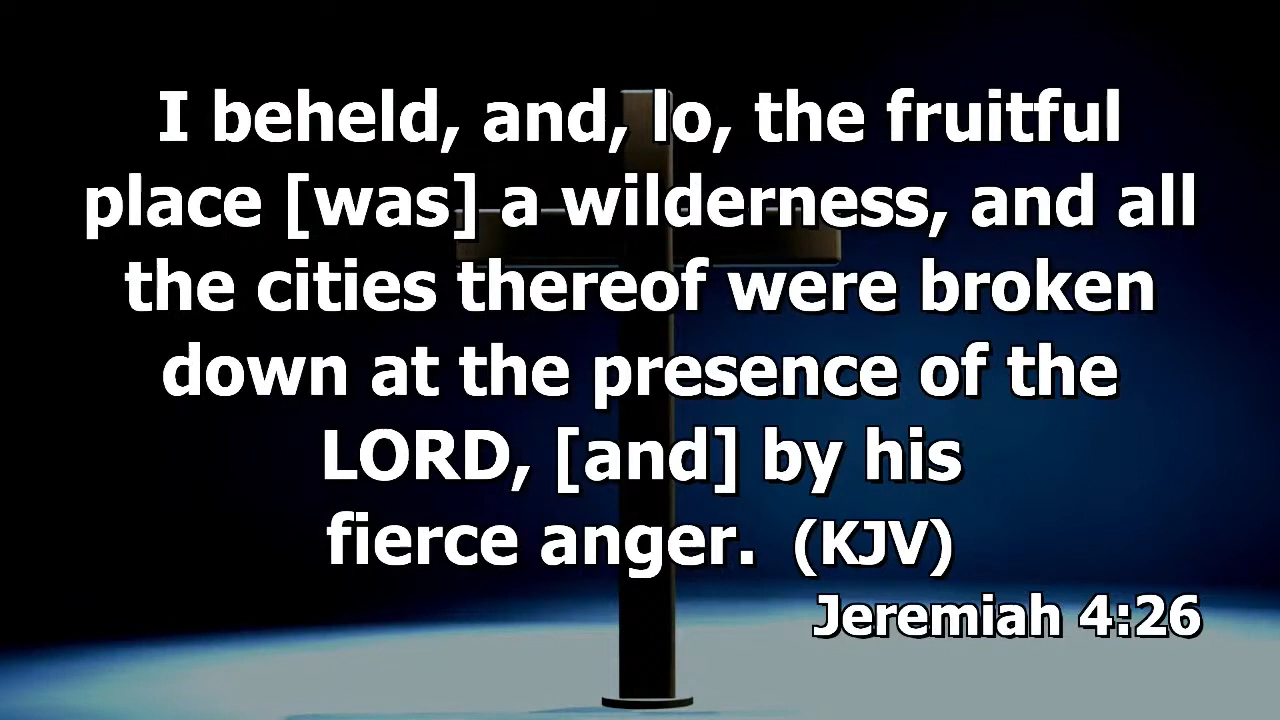 I beheld, and, lo, the fruitful
place [was] a wilderness, and all
the cities thereof were broken
down at the presence of the
LORD, [and] by his
fierce anger. (KJV)
Jeremiah 4:26